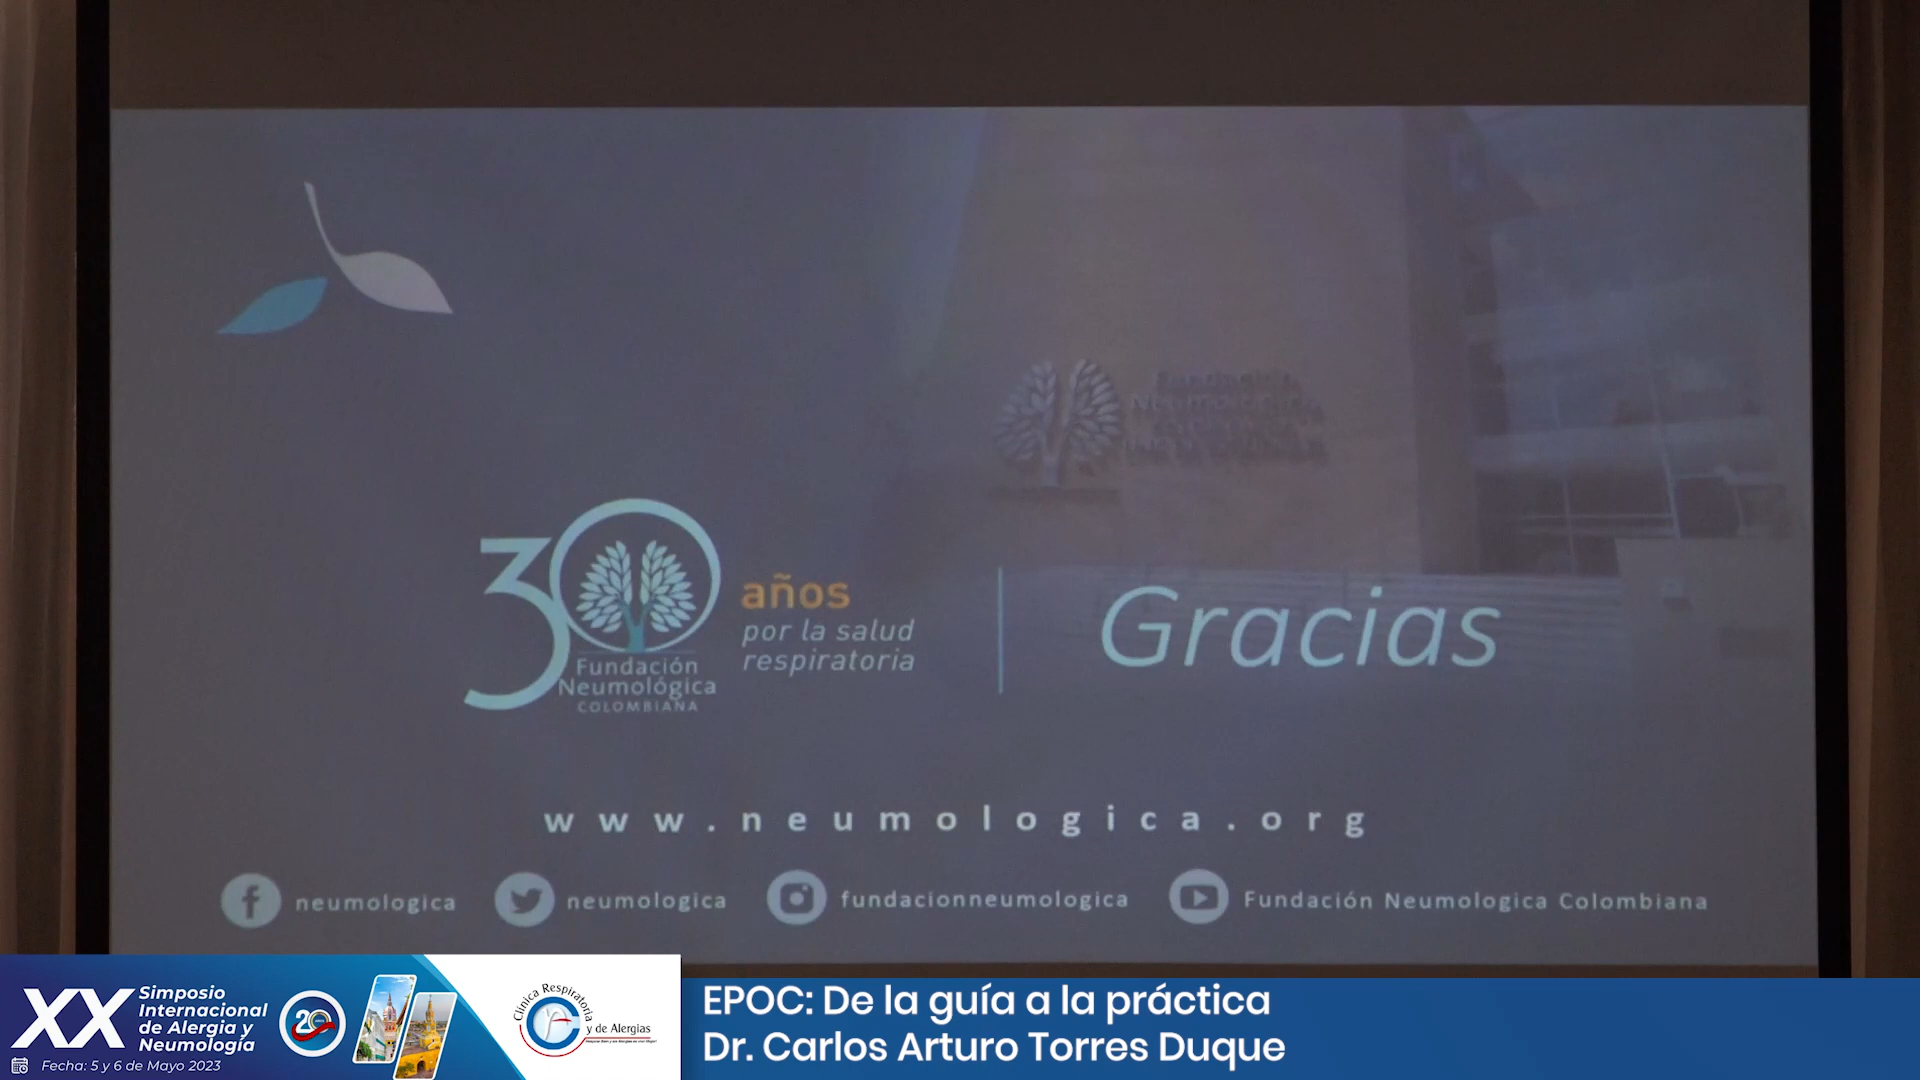 30
años
por la salud
respiratoria
Fundación
Neumológica
COLOMBIANA
Gracias
www.neumologica.org
neumologica
neumologica
fundacionneumologica
Fundación Neumologica Colombiana
XX
Simposio
Internacional
de Alergia y
Neumología
Fecha: 5 y 6 de Mayo 2023
20
Clínica Respiratoria
y de Alergias
EPOC: De la guía a la práctica
Dr. Carlos Arturo Torres Duque